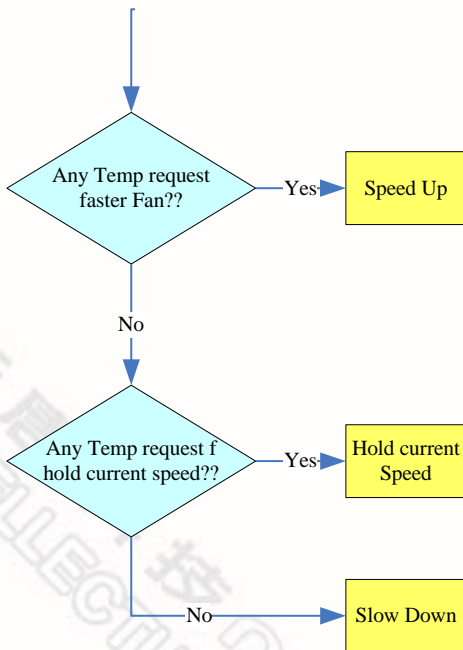 Any Temp request
faster Fan??
Yes
Speed Up
No
Any Temp request f
hold current speed??
Yes
Hold current
Speed
No
Slow Down
技